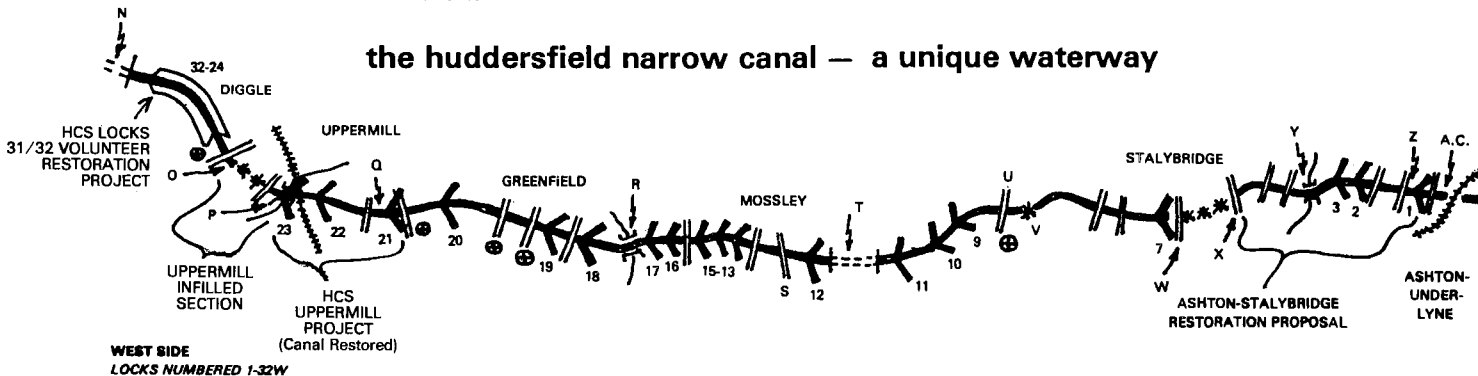 the huddersfield narrow canal — a unique waterway
N
32-24
DIGGLE
HCS LOCKS
31/32 VOLUNTEER
RESTORATION
PROJECT
O
P
UPPERMILL
Q
23
22
21
20
UPPERMILL
INFILLED
SECTION
HCS
UPPERMILL
PROJECT
(Canal Restored)
WEST SIDE
LOCKS NUMBERED 1-32W
GREENFiELD
R
19
18
17
16
15-13
MOSSLEY
S
12
T
11
10
9
U
V
STALYBRIDGE
7
W
X
Y
3
2
Z
1
A.C.
ASHTON-STALYBRIDGE
RESTORATION PROPOSAL
ASHTON-
UNDER-
LYNE